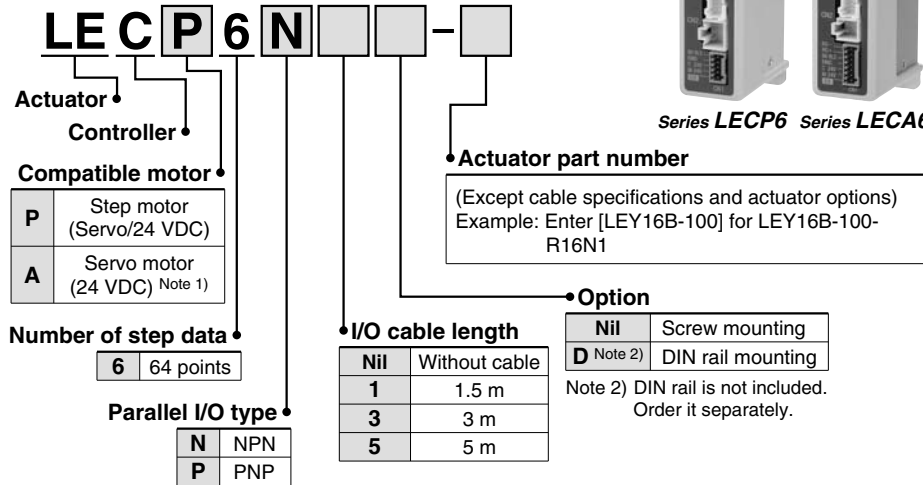 LE C P 6 N –
Actuator
Controller
Compatible motor
P Step motor (Servo/24 VDC)
A Servo motor (24 VDC) Note 1)
Number of step data
6 64 points
Parallel I/O type
N NPN
P PNP
I/O cable length
Nil Without cable
1 1.5 m
3 3 m
5 5 m
Option
Nil Screw mounting
D Note 2) DIN rail mounting
Note 2) DIN rail is not included.
Order it separately.
Actuator part number
(Except cable specifications and actuator options)
Example: Enter [LEY16B-100] for LEY16B-100-
R16N1
Series LECP6 Series LECA6